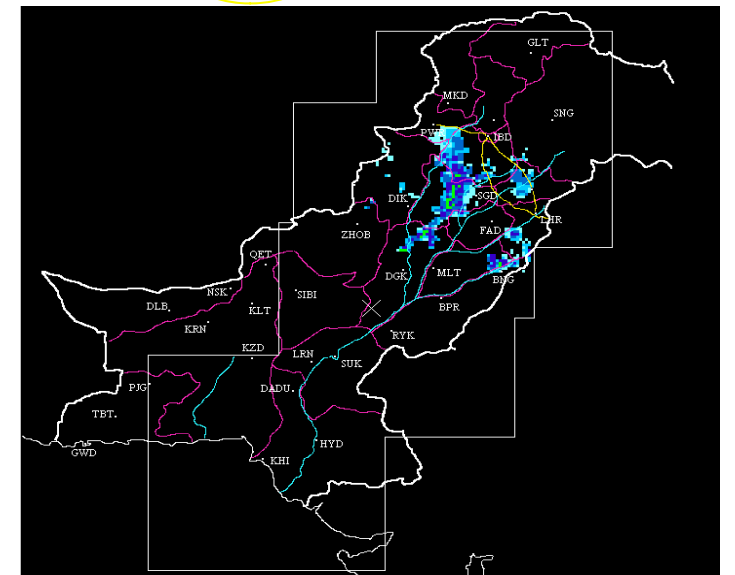 GLT
MKD
SNG
PW
IBD
DIK
SGD
LHR
ZHOB
FAD
QET
DGK
MLT
BNG
NSK
SIBI
DLB
KLT
BPR
KRN
RYK
KZD
LRN
SUK
PJG
DADU
TBT
HYD
GWD
KHI